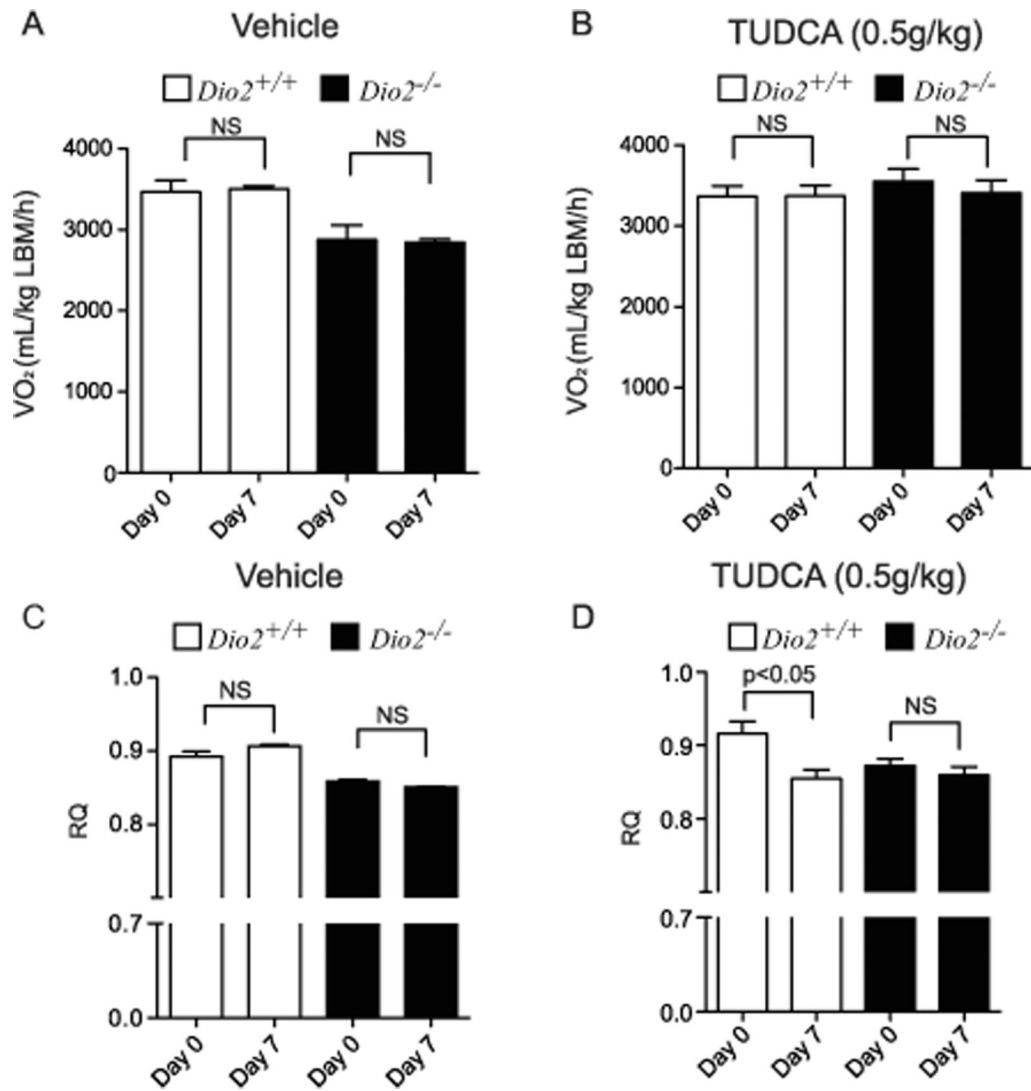 A
Vehicle
Dio2+/+ Dio2-/-
NS
NS
4000
3000
2000
1000
0
VO₂ (mL/kg LBM/h)
Day 0
Day 7
Day 0
Day 7
B
TUDCA (0.5g/kg)
Dio2+/+ Dio2-/-
NS
NS
4000
3000
2000
1000
0
VO₂ (mL/kg LBM/h)
Day 0
Day 7
Day 0
Day 7
C
Vehicle
Dio2+/+ Dio2-/-
NS
NS
1.0
0.9
0.8
0.7
0.0
RQ
Day 0
Day 7
Day 0
Day 7
D
TUDCA (0.5g/kg)
Dio2+/+ Dio2-/-
p<0.05
NS
1.0
0.9
0.8
0.7
0.0
RQ
Day 0
Day 7
Day 0
Day 7